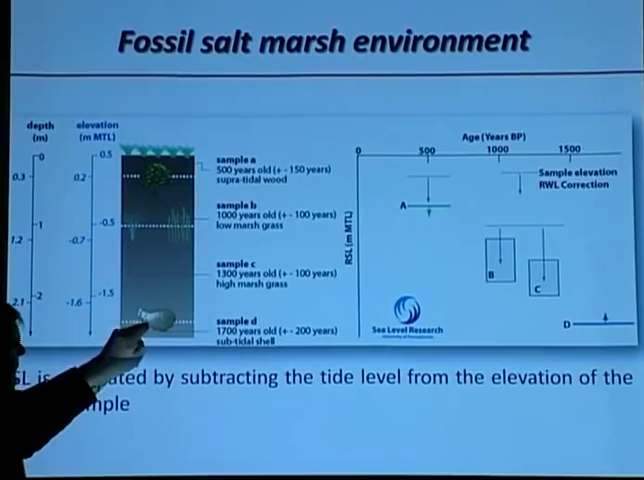 Fossil salt marsh environment
depth
(m)
elevation
(m MTL)
0
0.5
0.3
0.2
-1
-0.5
1.2
-0.7
-2
-1.5
2.1
-1.6
sample a
500 years old (+ - 150 years)
supra-tidal wood
sample b
1000 years old (+ - 100 years)
low marsh grass
sample c
1300 years old (+ - 100 years)
high marsh grass
sample d
1700 years old (+ - 200 years)
sub-tidal shell
Age (Years BP)
0 500 1000 1500
RSL (m MTL)
Sample elevation
RWL Correction
A
B
C
D
Sea Level Research
SL is by subtracting the tide level from the elevation of the